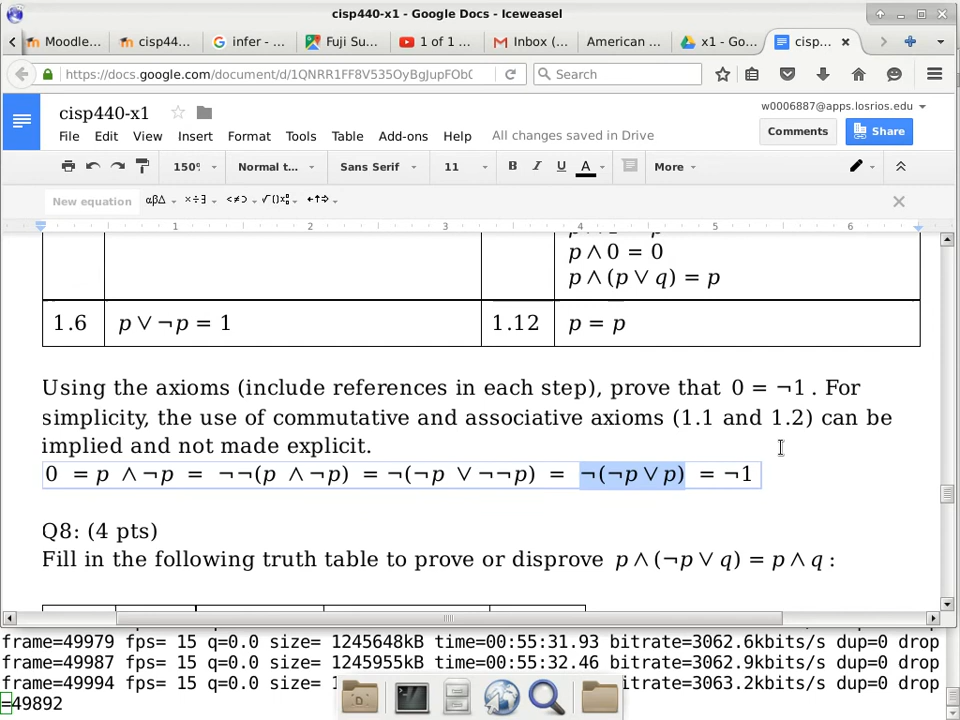 cisp440-x1 - Google Docs - Iceweasel
Moodle... cisp44... infer - ... Fuji Su... 1 of 1 ... Inbox (... American ... x1 - Go... cisp...
https://docs.google.com/document/d/1QNRR1FF8V535OyBgJupFOb( Search
cisp440-x1 w0006887@apps.losrios.edu
File Edit View Insert Format Tools Table Add-ons Help All changes saved in Drive Comments Share
150% Normal t... Sans Serif 11 B I U A More
New equation αβΔ ×÷∃
1 2 3 4 5 6
p ∧ 0 = 0
p ∧ (p ∨ q) = p
1.6 p ∨ ¬p = 1 1.12 p = p
Using the axioms (include references in each step), prove that 0 = ¬1 . For
simplicity, the use of commutative and associative axioms (1.1 and 1.2) can be
implied and not made explicit.
0 = p ∧ ¬p = ¬¬(p ∧ ¬p) = ¬(¬p ∨ ¬¬p) = ¬(¬p ∨ p) = ¬1
Q8: (4 pts)
Fill in the following truth table to prove or disprove p ∧ (¬p ∨ q) = p ∧ q :
frame=49979 fps= 15 q=0.0 size= 1245648kB time=00:55:31.93 bitrate=3062.6kbits/s dup=0 drop
frame=49987 fps= 15 q=0.0 size= 1245955kB time=00:55:32.46 bitrate=3062.9kbits/s dup=0 drop
frame=49994 fps= 15 q=0.0 size= 1 bitrate=3063.2kbits/s dup=0 drop
=49892